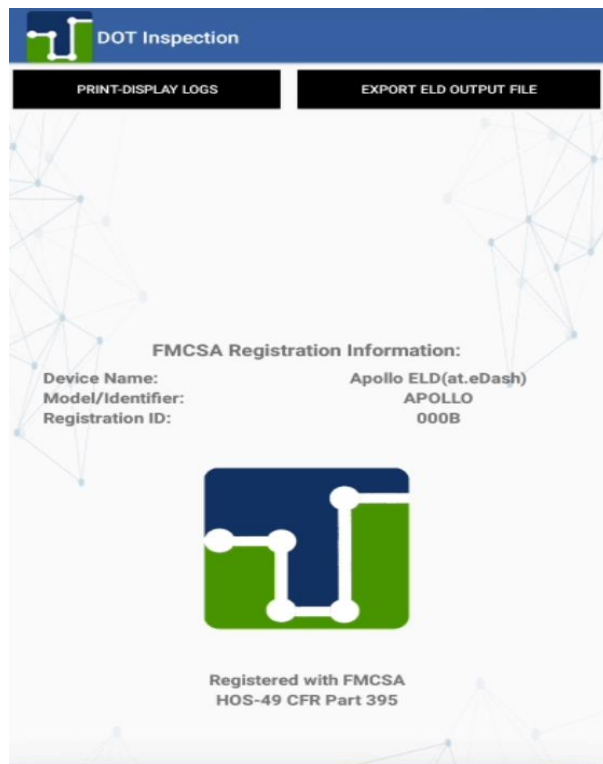 DOT Inspection
PRINT-DISPLAY LOGS
EXPORT ELD OUTPUT FILE
FMCSA Registration Information:
Device Name: Apollo ELD(at.eDash)
Model/Identifier: APOLLO
Registration ID: 000B
Registered with FMCSA
HOS-49 CFR Part 395